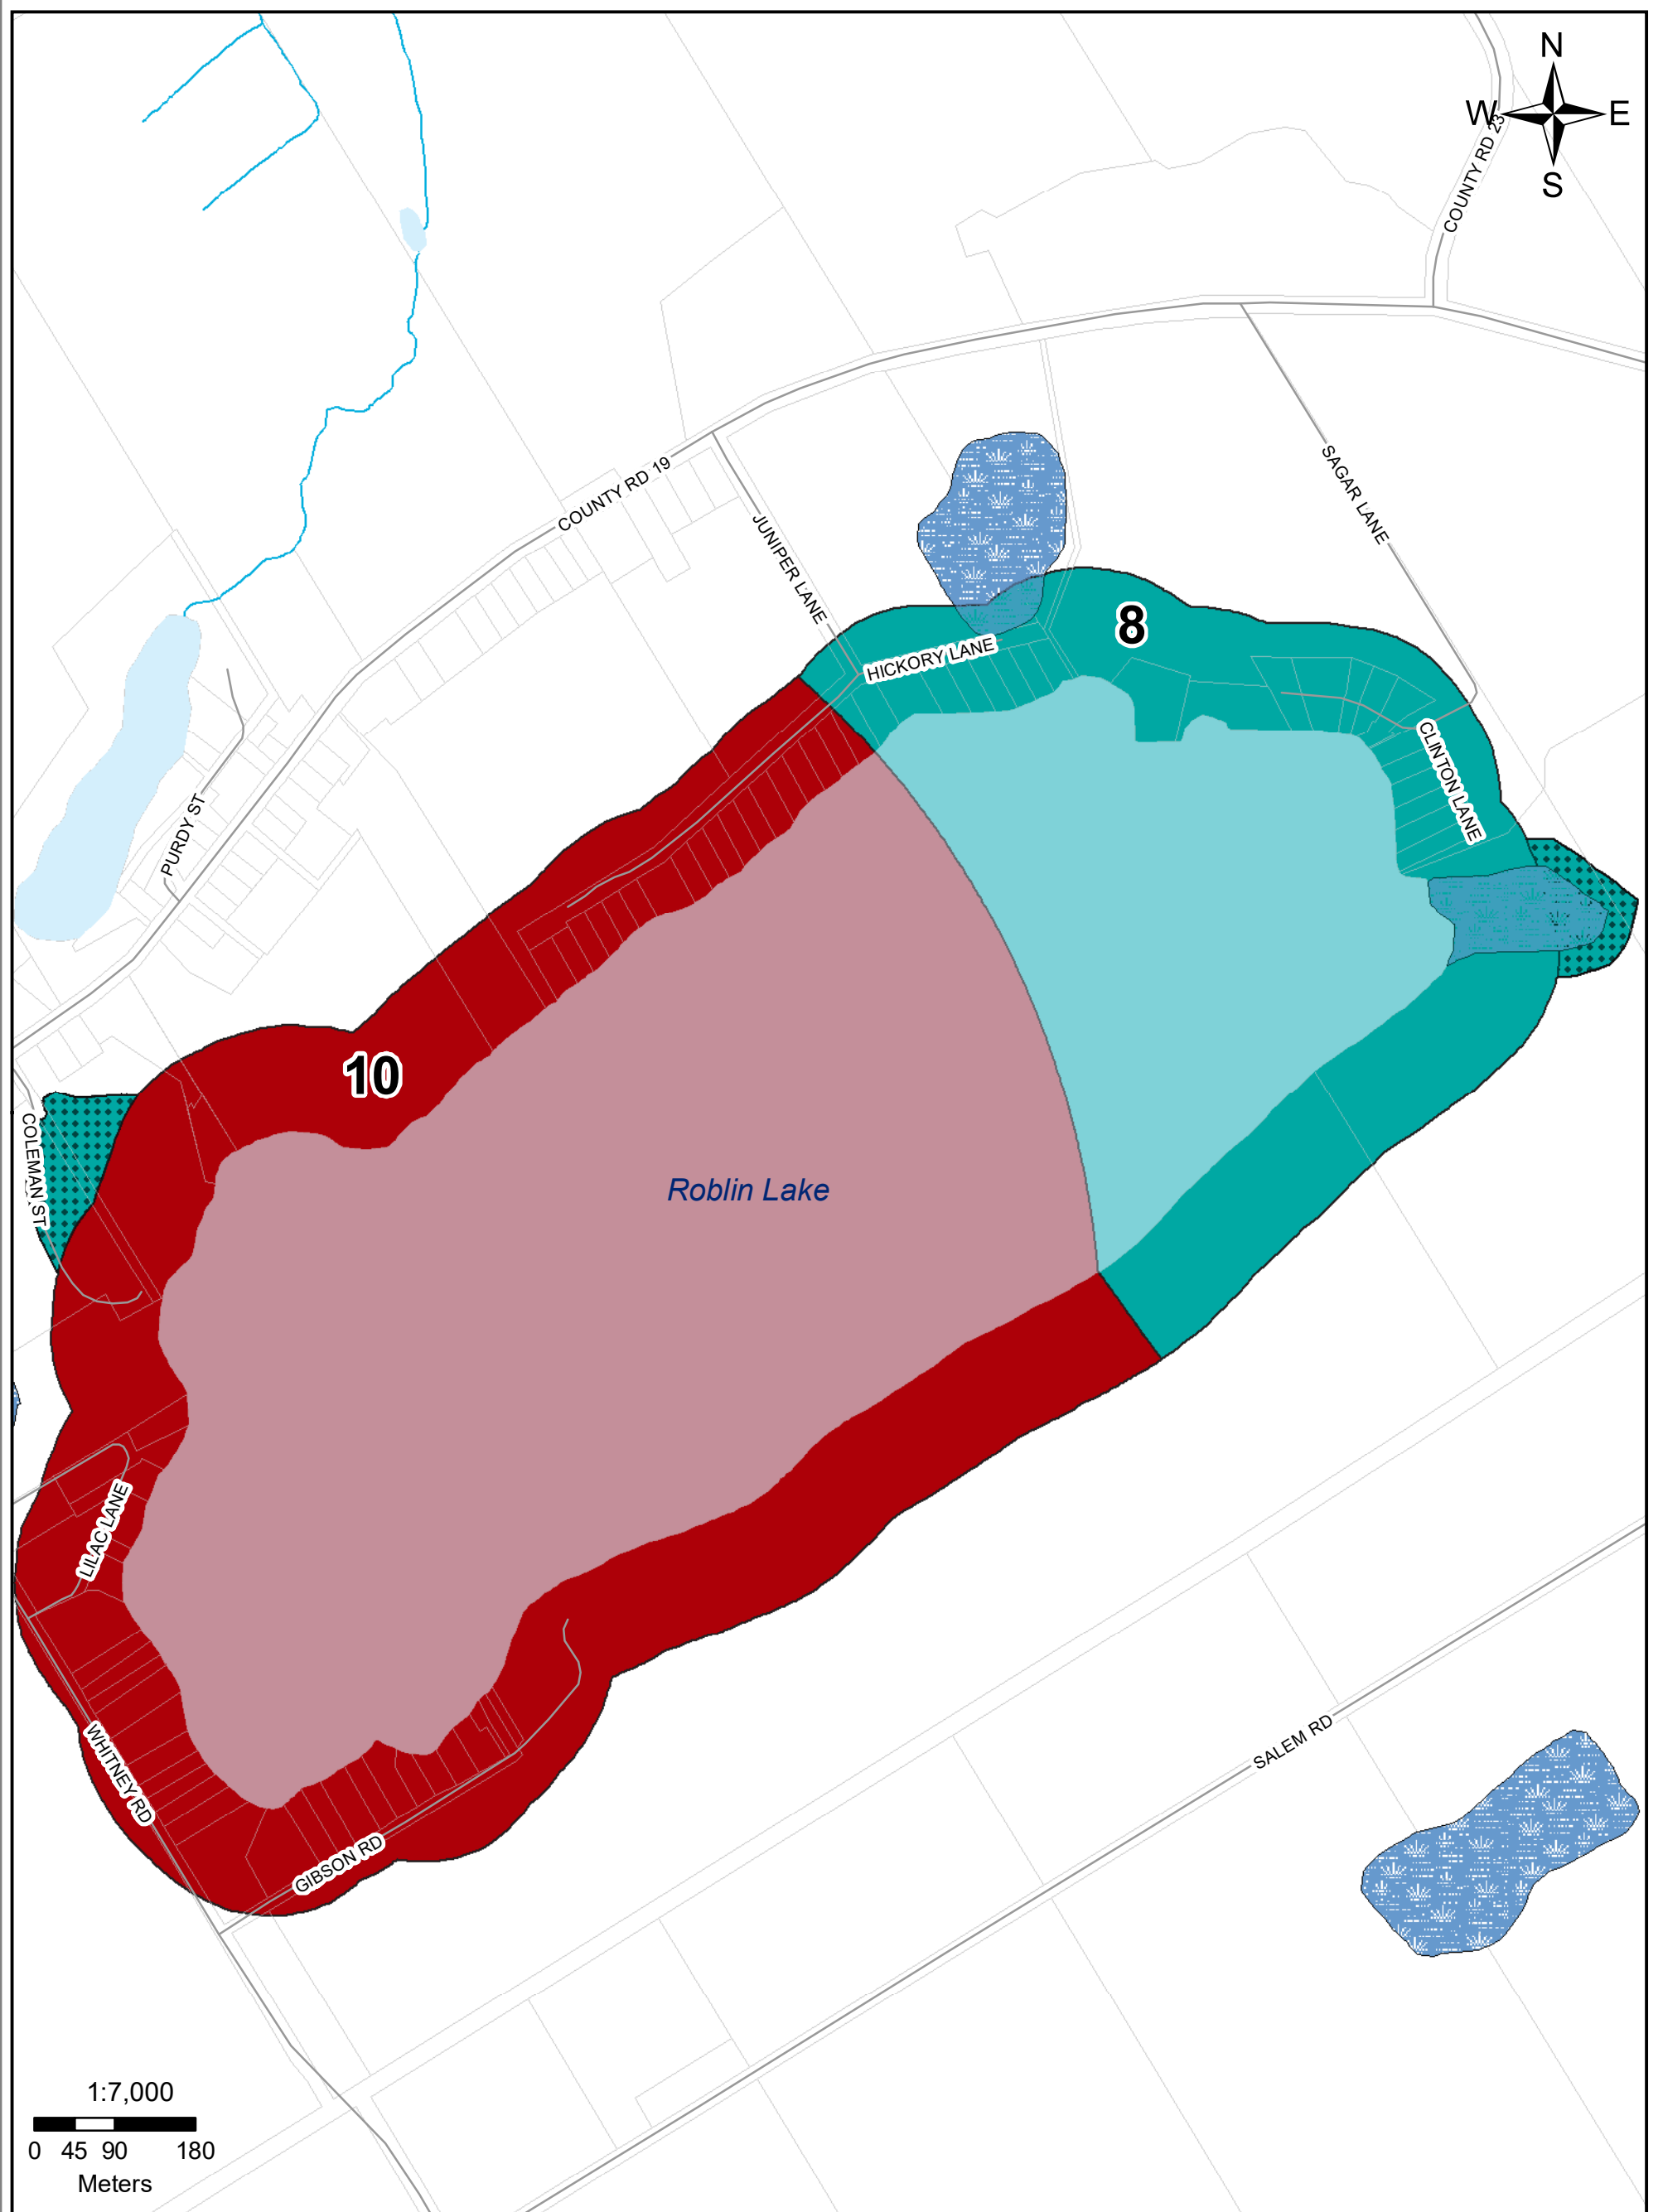 N
W E
S
COUNTY RD 23
COUNTY RD 19
SAGAR LANE
JUNIPER LANE
8
HICKORY LANE
CLINTON LANE
PURDY ST
10
COLEMAN ST
Roblin Lake
LILAC LANE
WHITNEY RD
SALEM RD
GIBSON RD
1:7,000
0 45 90 180
Meters